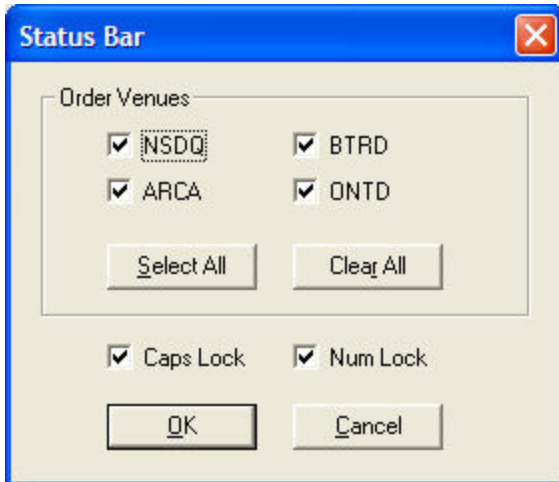 Status Bar
Order Venues
NSDQ BTRD
ARCA ONTD
Select All Clear All
Caps Lock Num Lock
OK Cancel